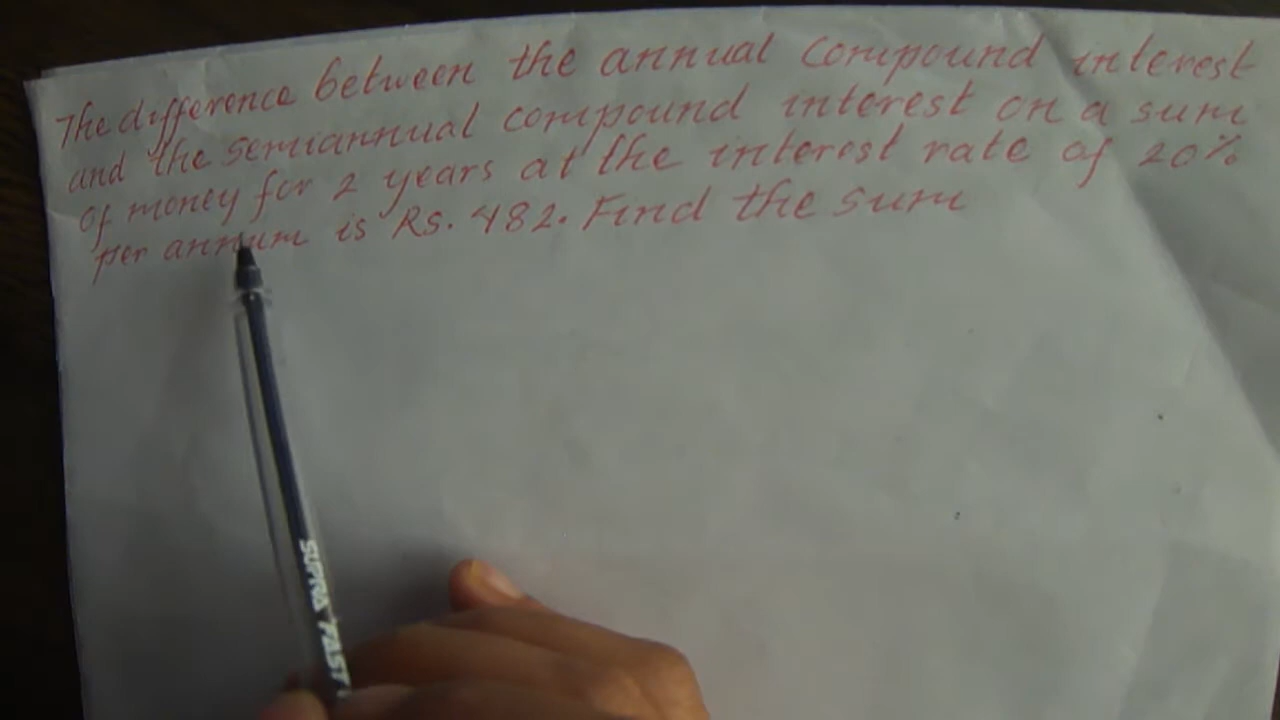 The difference between the annual compound interest
and the semiannual compound interest on a sum
of money for 2 years at the interest rate of 20%
per annum is Rs. 482. Find the sum